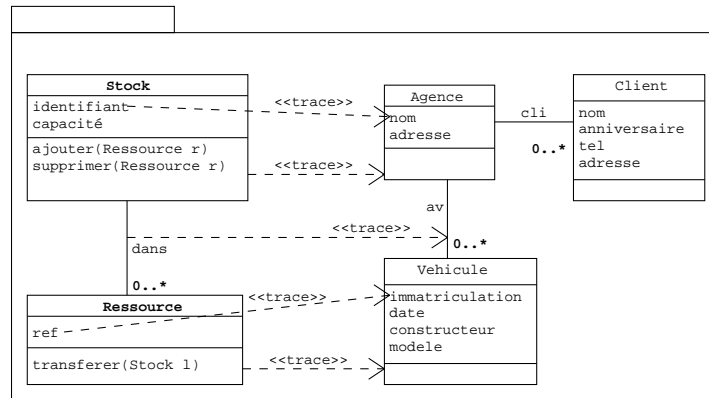 Stock
identifiant
capacité
ajouter(Ressource r)
supprimer(Ressource r)
<<trace>>
<<trace>>
Agence
nom
adresse
cli
0..*
Client
nom
anniversaire
tel
adresse
dans
0..*
<<trace>>
av
0..*
Ressource
ref
transferer(Stock l)
<<trace>>
<<trace>>
Vehicule
immatriculation
date
constructeur
modele